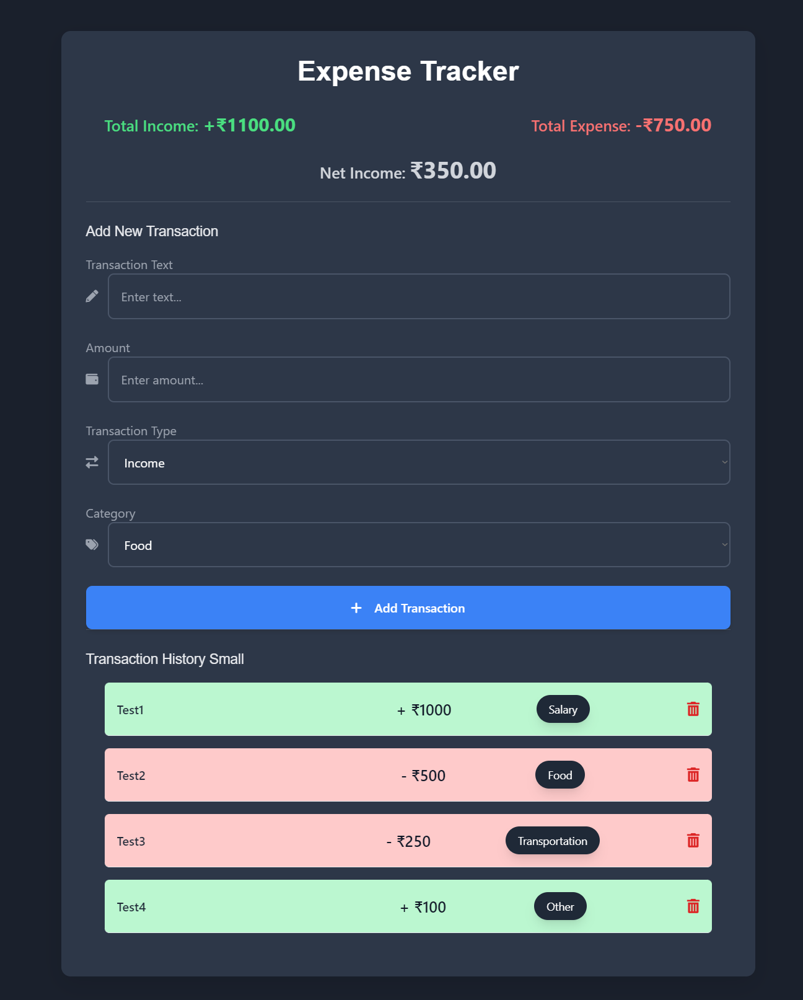 Expense Tracker
Total Income: +₹1100.00
Total Expense: -₹750.00
Net Income: ₹350.00
Add New Transaction
Transaction Text
Enter text...
Amount
Enter amount...
Transaction Type
Income
Category
Food
Add Transaction
Transaction History Small
Test1 + ₹1000 Salary
Test2 - ₹500 Food
Test3 - ₹250 Transportation
Test4 + ₹100 Other